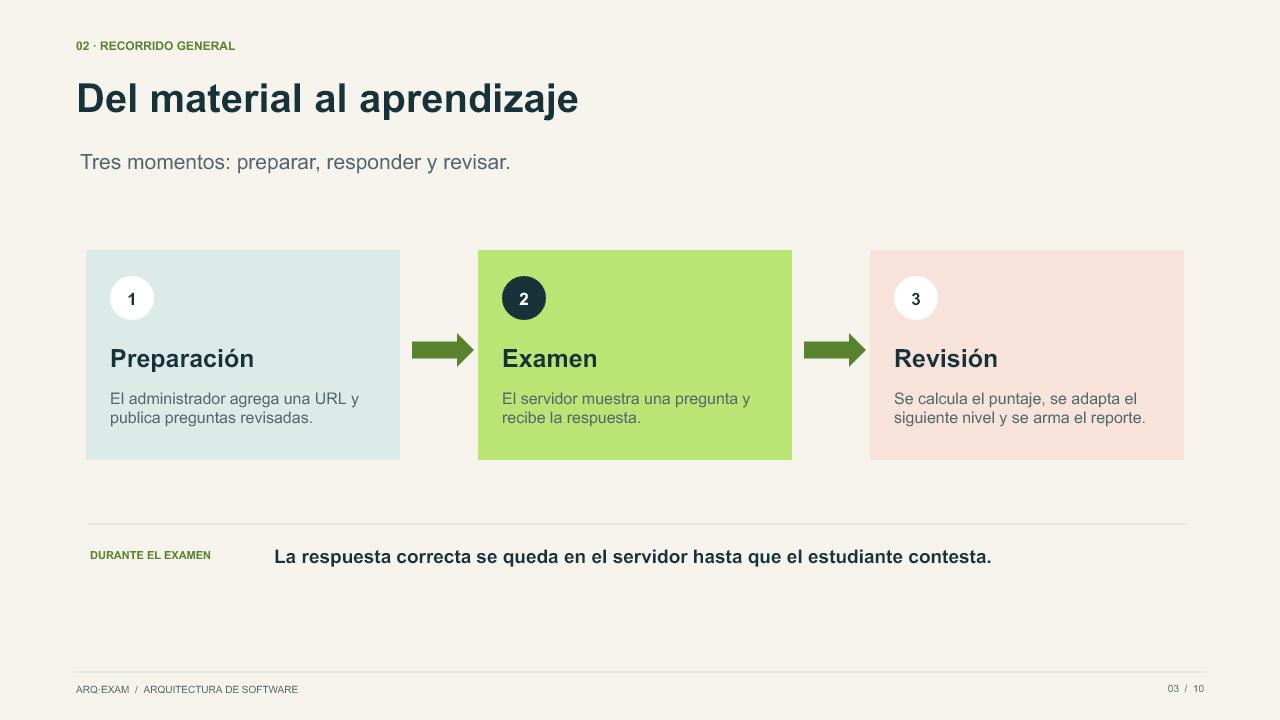 02 · RECORRIDO GENERAL
Del material al aprendizaje
Tres momentos: preparar, responder y revisar.
1
Preparación
El administrador agrega una URL y
publica preguntas revisadas.
2
Examen
El servidor muestra una pregunta y
recibe la respuesta.
3
Revisión
Se calcula el puntaje, se adapta el
siguiente nivel y se arma el reporte.
DURANTE EL EXAMEN
La respuesta correcta se queda en el servidor hasta que el estudiante contesta.
ARQ·EXAM / ARQUITECTURA DE SOFTWARE
03 / 10